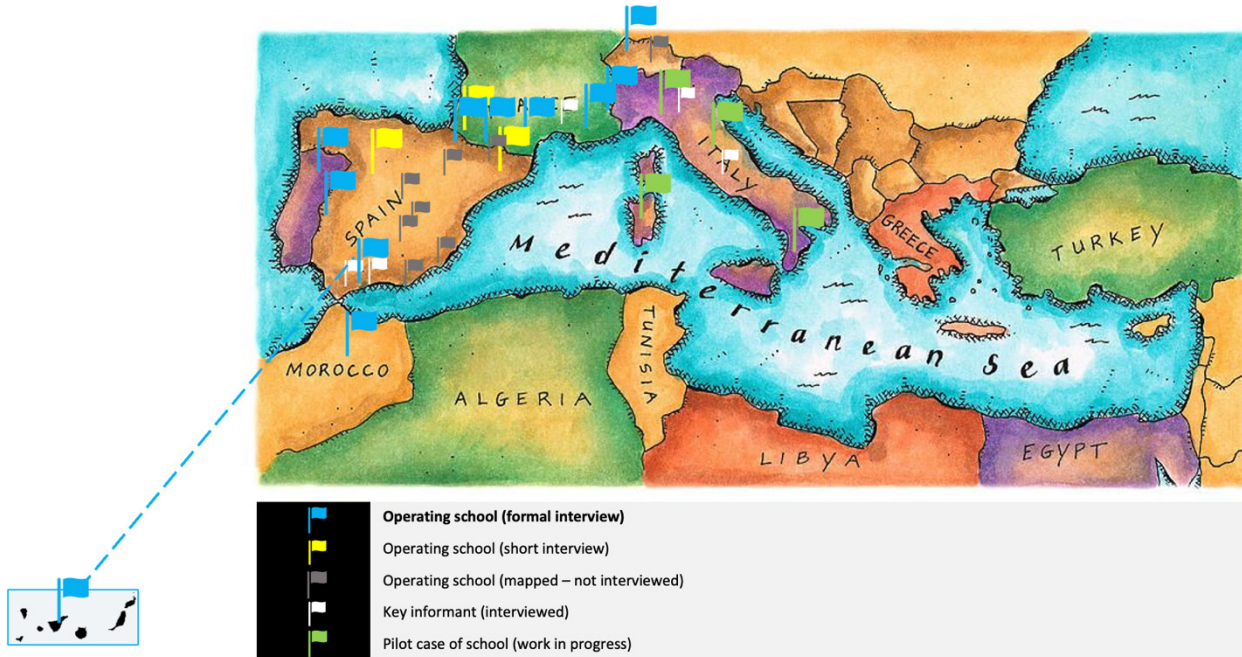 ITALY
SPAIN
GREECE
TURKEY
Mediterranean Sea
MOROCCO
ALGERIA
TUNISIA
LIBYA
EGYPT
Operating school (formal interview)
Operating school (short interview)
Operating school (mapped – not interviewed)
Key informant (interviewed)
Pilot case of school (work in progress)